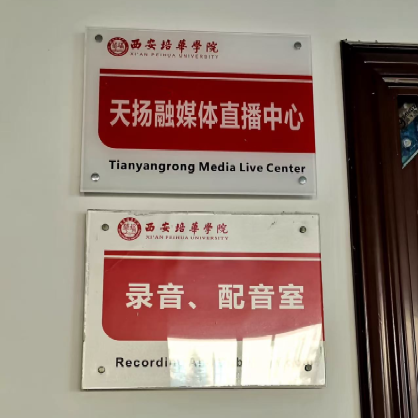 西安培華學院
XI'AN PEIHUA UNIVERSITY
天扬融媒体直播中心
Tianyangrong Media Live Center
西安培華學院
XI'AN PEIHUA UNIVERSITY
录音、配音室
Recording